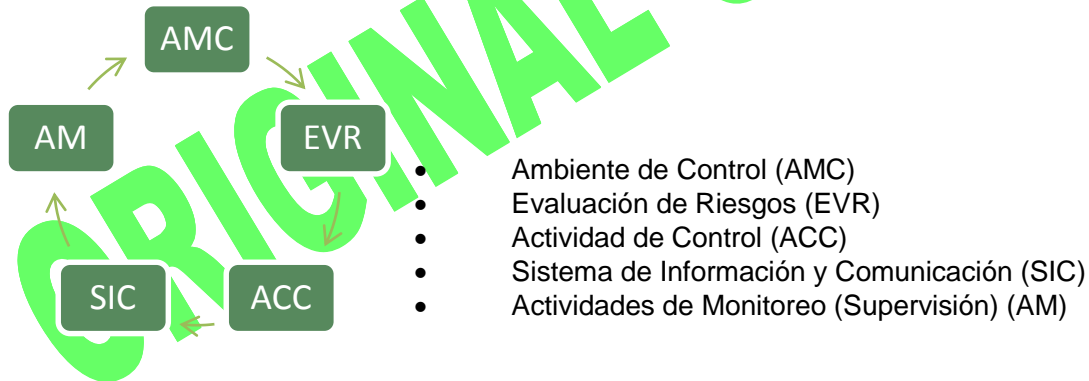 AMC
AM
EVR
SIC
ACC
• Ambiente de Control (AMC)
• Evaluación de Riesgos (EVR)
• Actividad de Control (ACC)
• Sistema de Información y Comunicación (SIC)
• Actividades de Monitoreo (Supervisión) (AM)
ORIGINAL